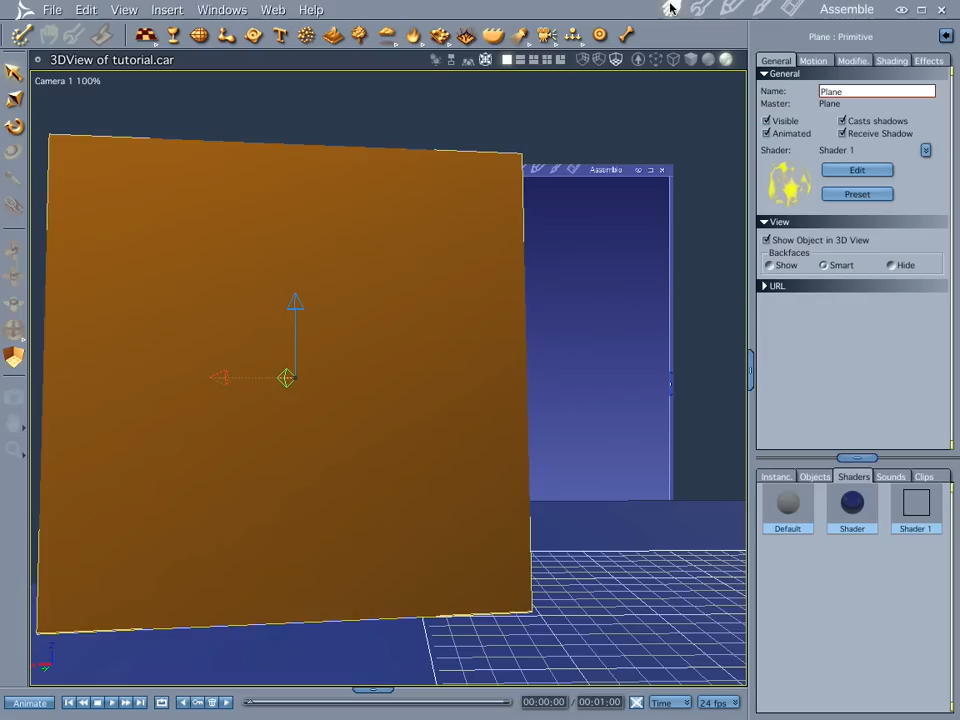 File Edit View Insert Windows Web Help Assemble
3DView of tutorial.car
Camera 1 100%
Assemble
Plane : Primitive
General Motion Modifie. Shading Effects
General
Name: Plane
Master: Plane
Visible Casts shadows
Animated Receive Shadow
Shader: Shader 1
Edit
Preset
View
Show Object in 3D View
Backfaces
Show Smart Hide
URL
Instanc. Objects Shaders Sounds Clips
Default Shader Shader 1
Animate 00:00:00 / 00:01:00 Time 24 fps